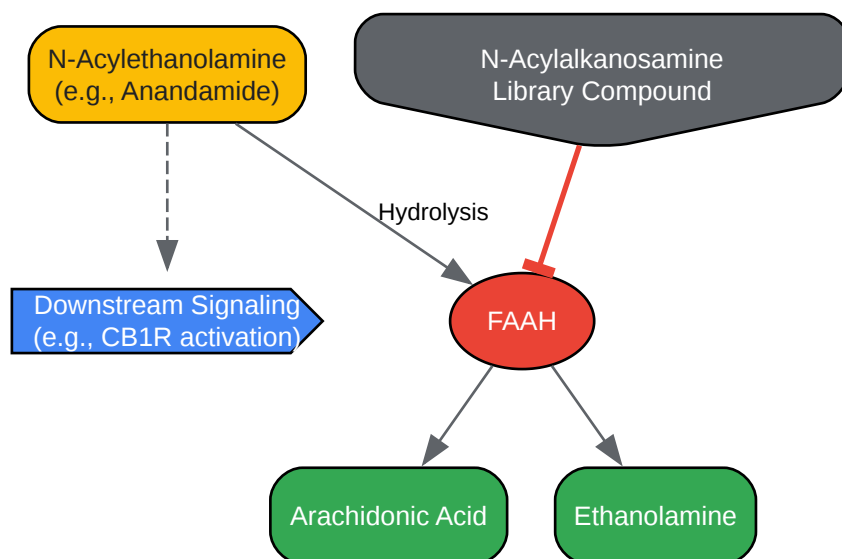 N-Acylethanolamine
(e.g., Anandamide)
N-Acylalkanosamine
Library Compound
Hydrolysis
Downstream Signaling
(e.g., CB1R activation)
FAAH
Arachidonic Acid
Ethanolamine